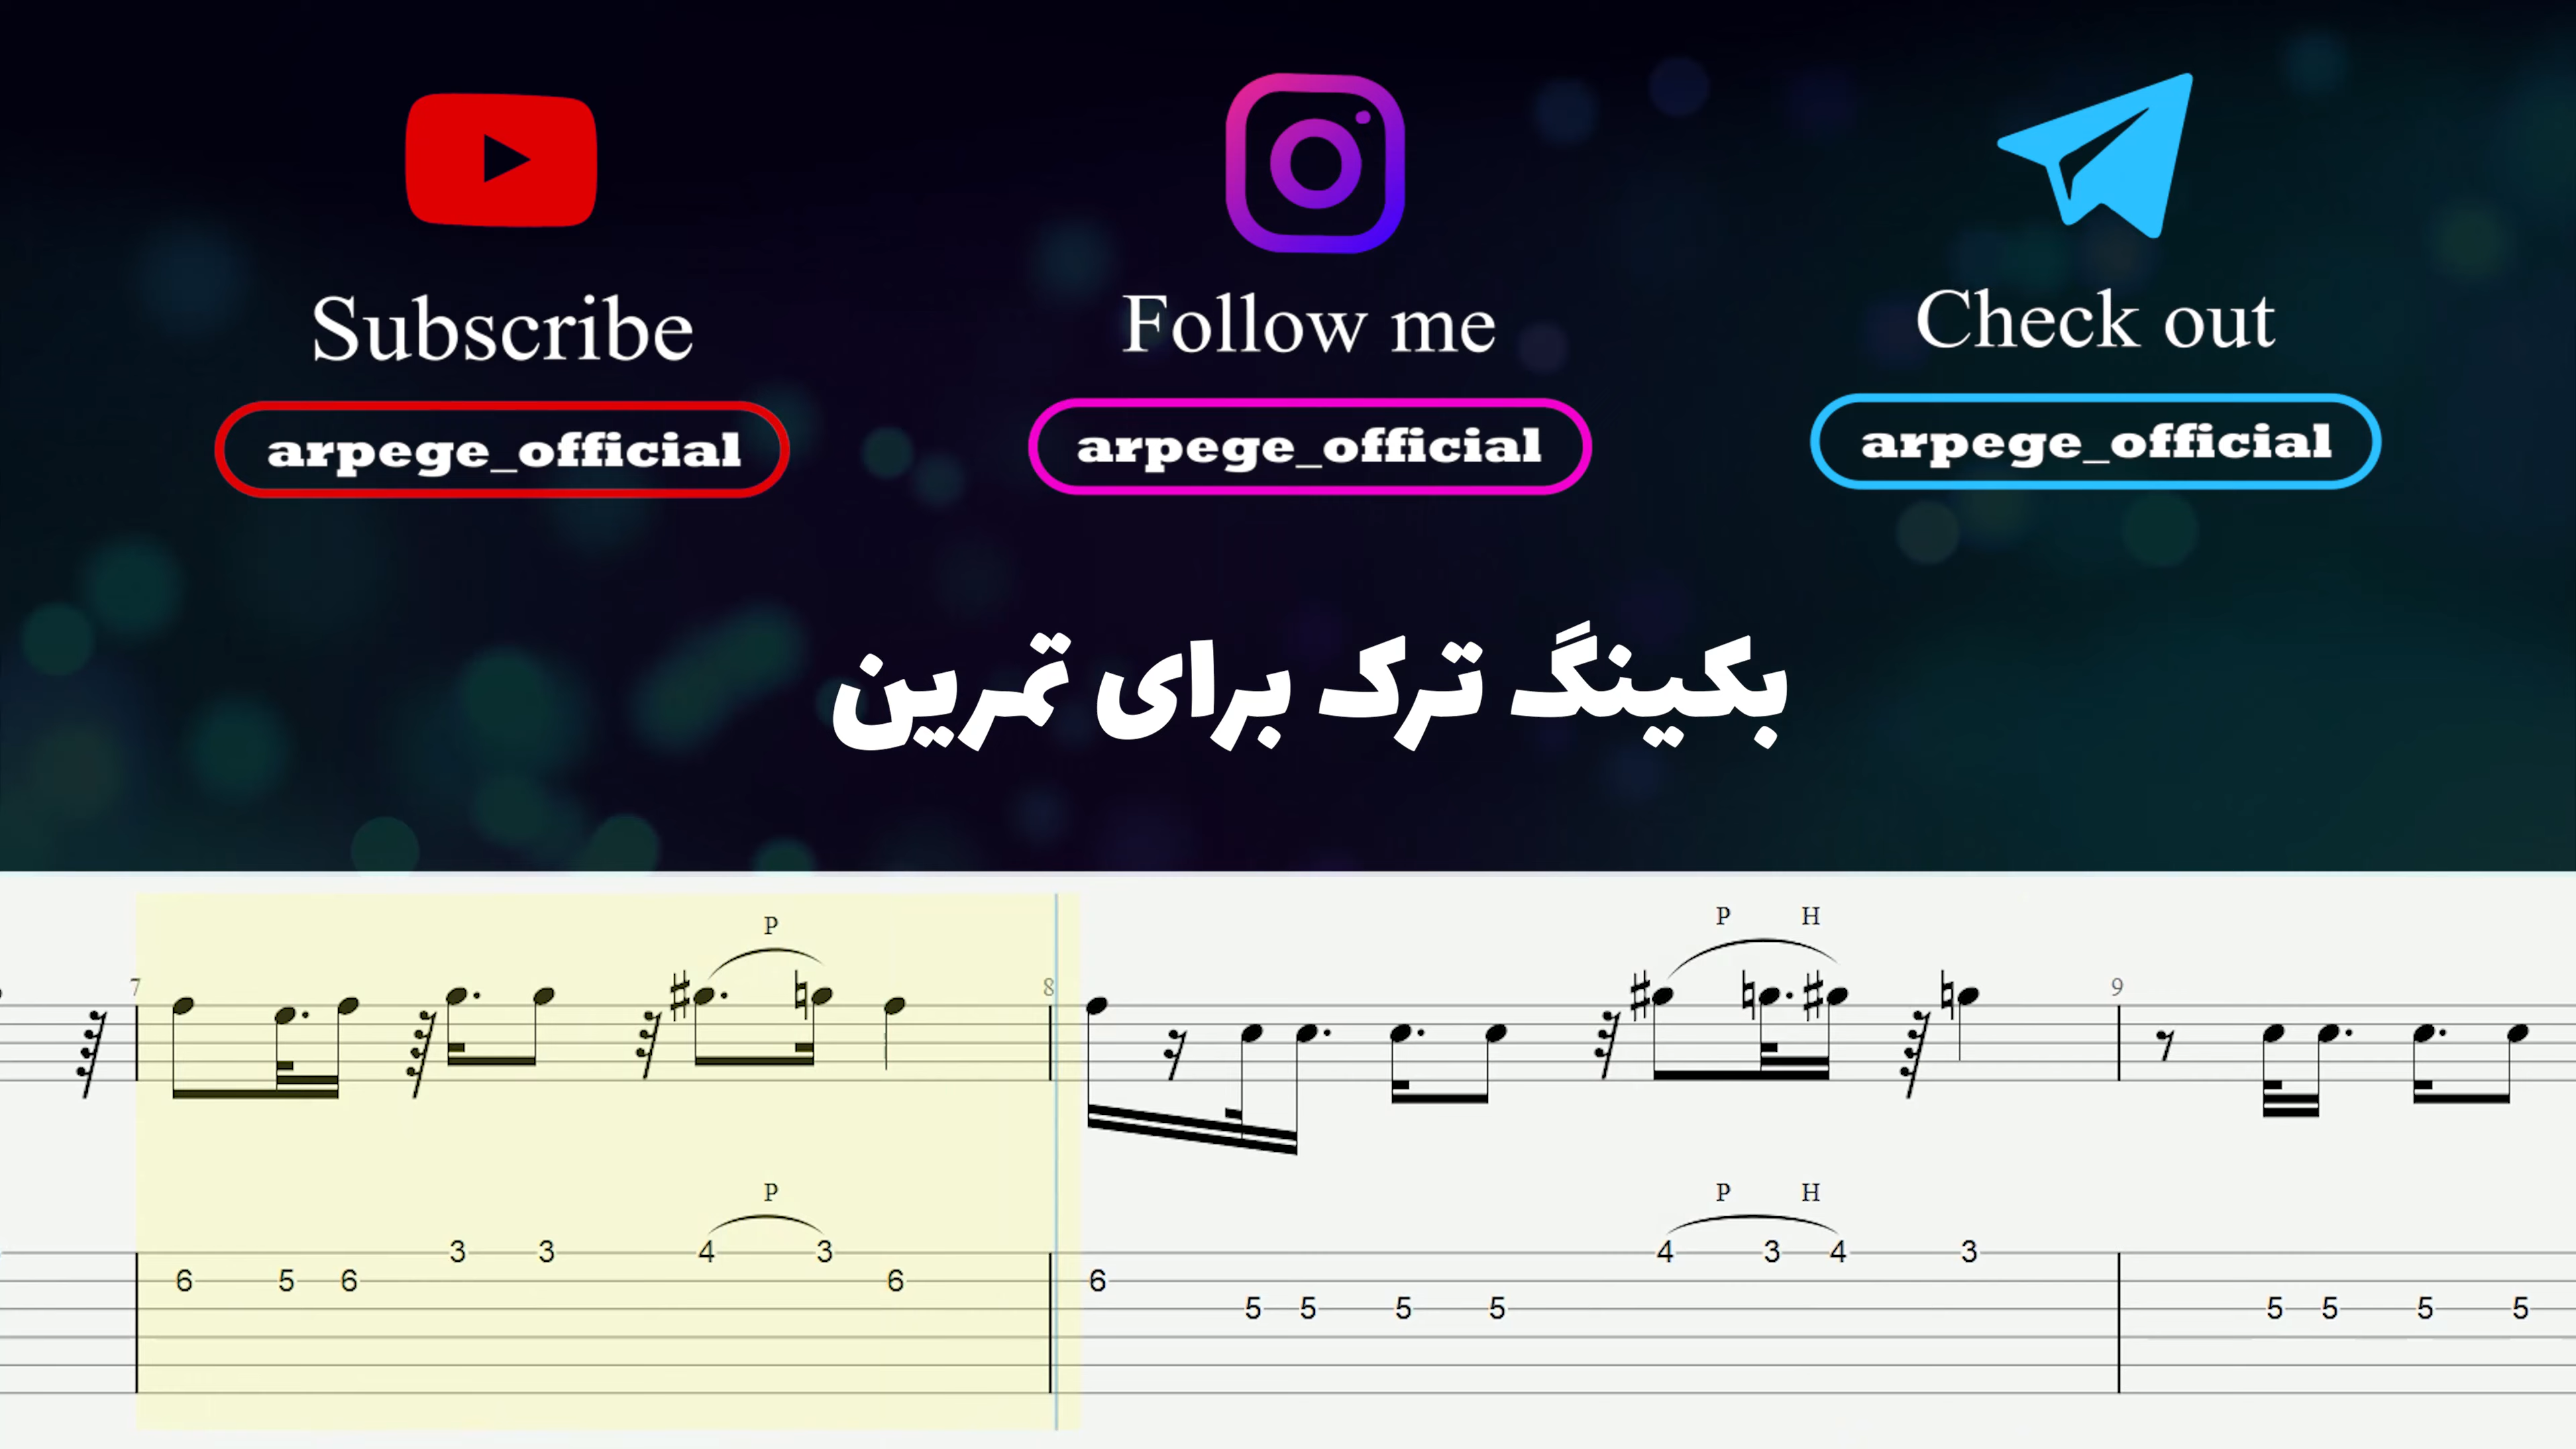 Subscribe Follow me Check out
arpege_official arpege_official arpege_official
بکینگ ترک برای تمرین
P P H
7 8 9
P P H
3 3 4 3 4 3 4 3
6 5 6 6 6
5 5 5 5 5 5 5 5